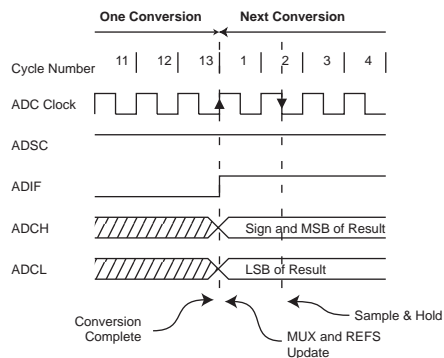 One Conversion Next Conversion
Cycle Number 11 12 13 1 2 3 4
ADC Clock
ADSC
ADIF
ADCH Sign and MSB of Result
ADCL LSB of Result
Conversion
Complete
MUX and REFS
Update
Sample & Hold